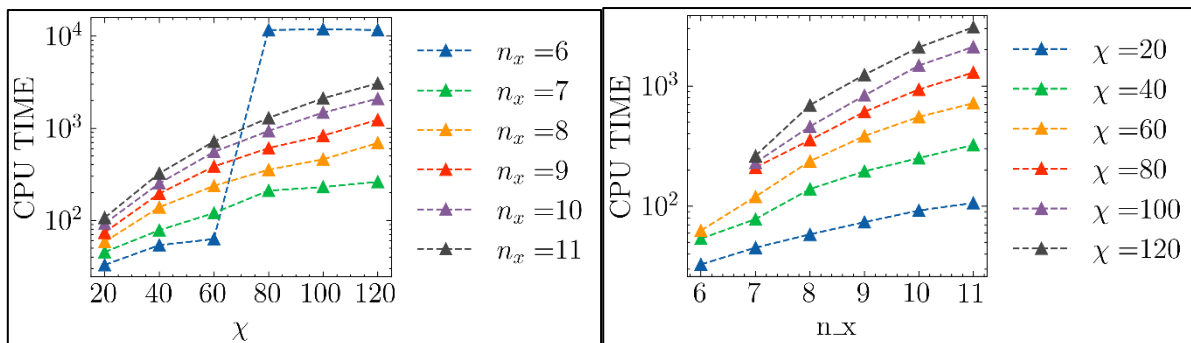 CPU TIME
10^4
10^3
10^2
20 40 60 80 100 120
χ
n_x =6
n_x =7
n_x =8
n_x =9
n_x =10
n_x =11
CPU TIME
10^3
10^2
6 7 8 9 10 11
n_x
χ =20
χ =40
χ =60
χ =80
χ =100
χ =120